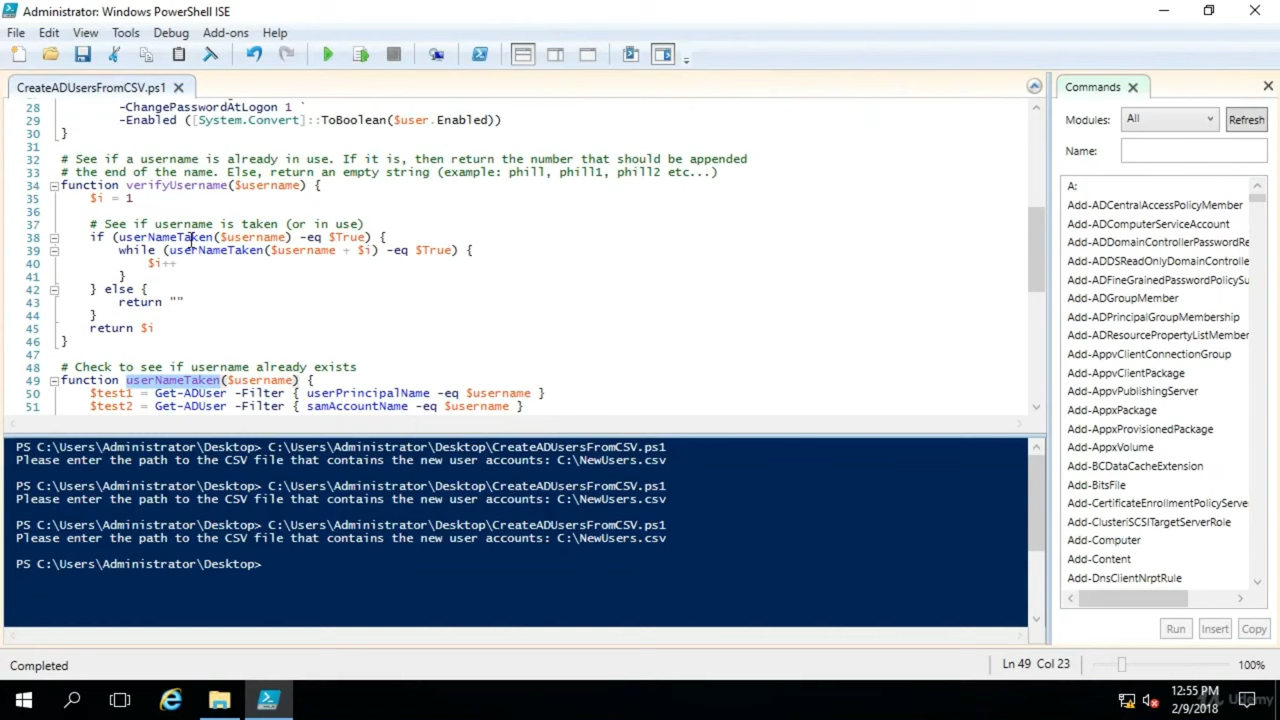 Administrator: Windows PowerShell ISE
File Edit View Tools Debug Add-ons Help
CreateADUsersFromCSV.ps1
28 -ChangePasswordAtLogon 1 `
29 -Enabled ([System.Convert]::ToBoolean($user.Enabled))
30 }
31
32 # See if a username is already in use. If it is, then return the number that should be appended
33 # the end of the name. Else, return an empty string (example: phill, phill1, phill2 etc...)
34 function verifyUsername($username) {
35 $i = 1
36
37 # See if username is taken (or in use)
38 if (userNameTaken($username) -eq $True) {
39 while (userNameTaken($username + $i) -eq $True) {
40 $i++
41 }
42 } else {
43 return ""
44 }
45 return $i
46 }
47
48 # Check to see if username already exists
49 function userNameTaken($username) {
50 $test1 = Get-ADUser -Filter { userPrincipalName -eq $username }
51 $test2 = Get-ADUser -Filter { samAccountName -eq $username }
PS C:\Users\Administrator\Desktop> C:\Users\Administrator\Desktop\CreateADUsersFromCSV.ps1
Please enter the path to the CSV file that contains the new user accounts: C:\NewUsers.csv
PS C:\Users\Administrator\Desktop> C:\Users\Administrator\Desktop\CreateADUsersFromCSV.ps1
Please enter the path to the CSV file that contains the new user accounts: C:\NewUsers.csv
PS C:\Users\Administrator\Desktop> C:\Users\Administrator\Desktop\CreateADUsersFromCSV.ps1
Please enter the path to the CSV file that contains the new user accounts: C:\NewUsers.csv
PS C:\Users\Administrator\Desktop>
Commands
Modules: All Refresh
Name:
A:
Add-ADCentralAccessPolicyMember
Add-ADComputerServiceAccount
Add-ADDomainControllerPasswordRe
Add-ADDSReadOnlyDomainControlle
Add-ADFineGrainedPasswordPolicySu
Add-ADGroupMember
Add-ADPrincipalGroupMembership
Add-ADResourcePropertyListMember
Add-AppvClientConnectionGroup
Add-AppvClientPackage
Add-AppvPublishingServer
Add-AppxPackage
Add-AppxProvisionedPackage
Add-AppxVolume
Add-BCDataCacheExtension
Add-BitsFile
Add-CertificateEnrollmentPolicyServe
Add-ClusteriSCSITargetServerRole
Add-Computer
Add-Content
Add-DnsClientNrptRule
Run Insert Copy
Completed
Ln 49 Col 23
100%
12:55 PM
2/9/2018
Udemy